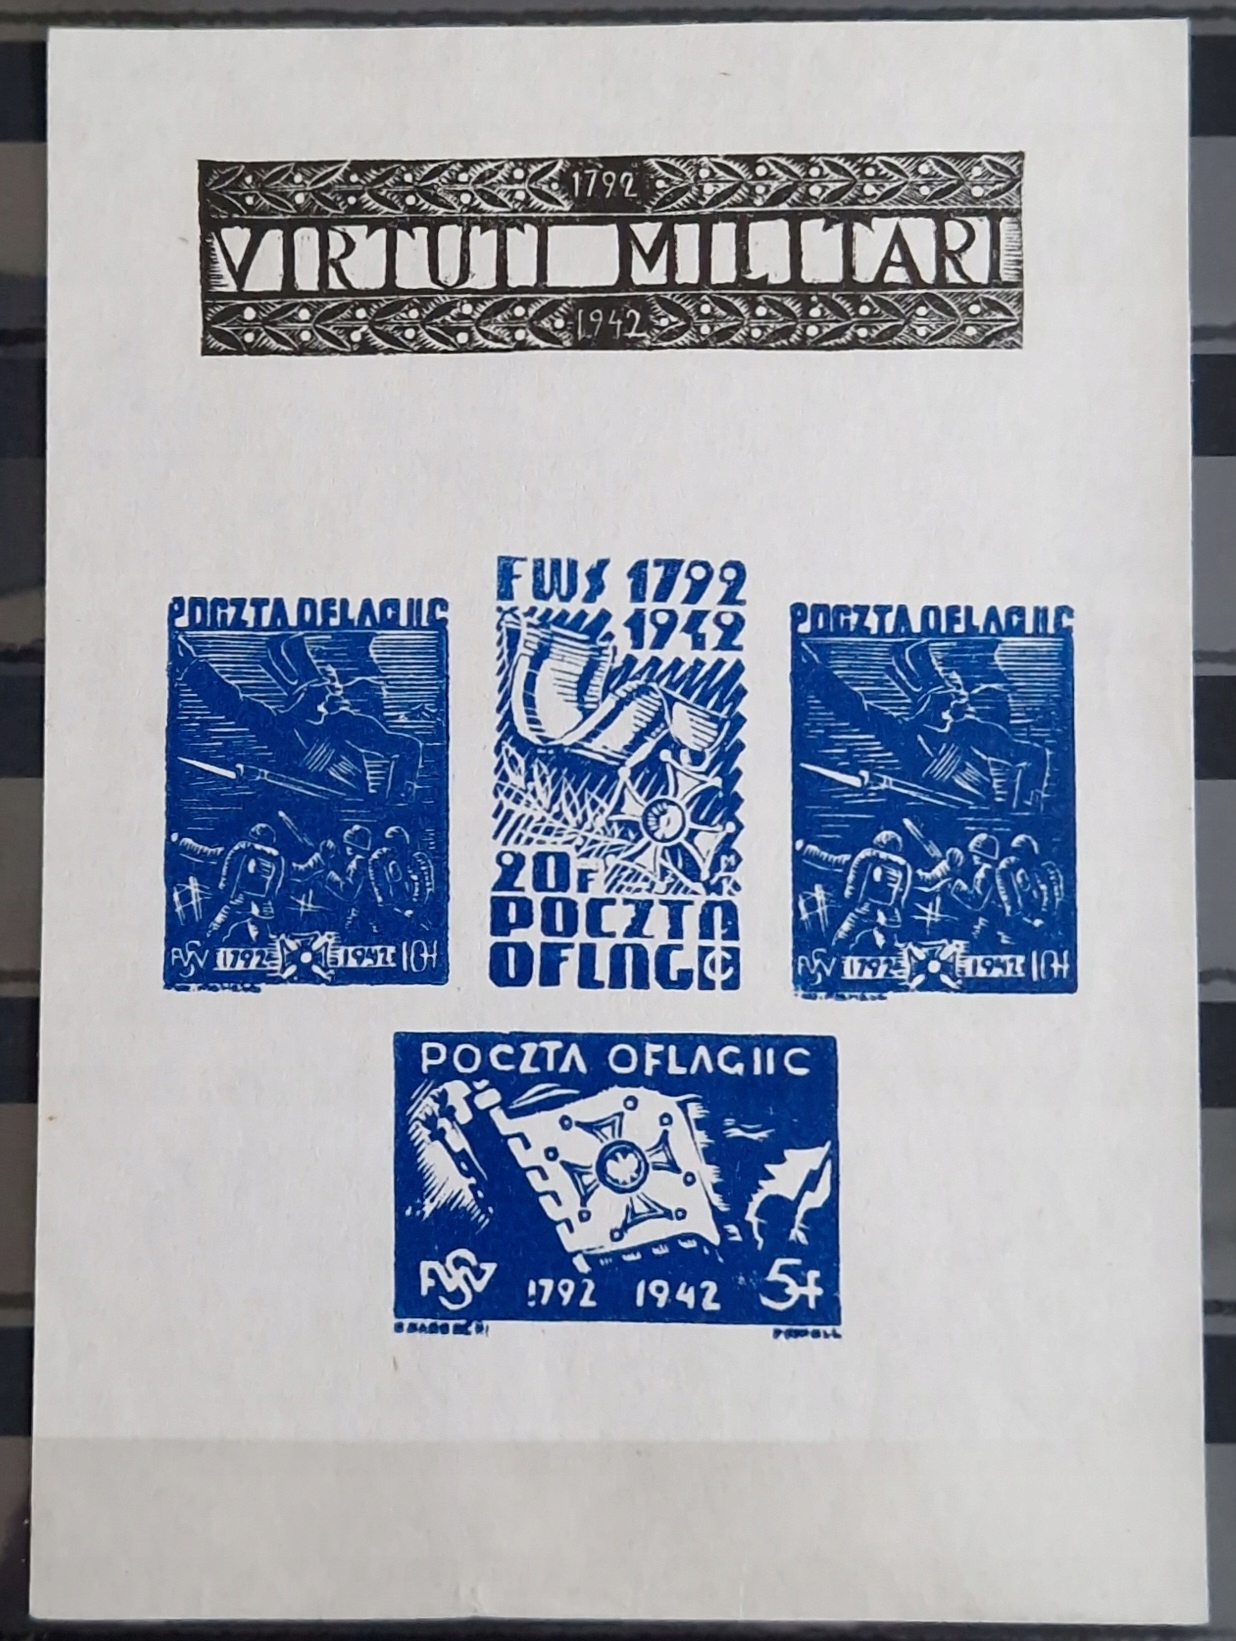 1792
VIRTUTI MILITARI
1942
POCZTA OFLAG IIC
1792 1942 10f
FWS 1792
1942
20F
POCZTA
OFLAG IIC
POCZTA OFLAG IIC
1792 1942 10f
POCZTA OFLAG IIC
FWS 1792 1942 5f